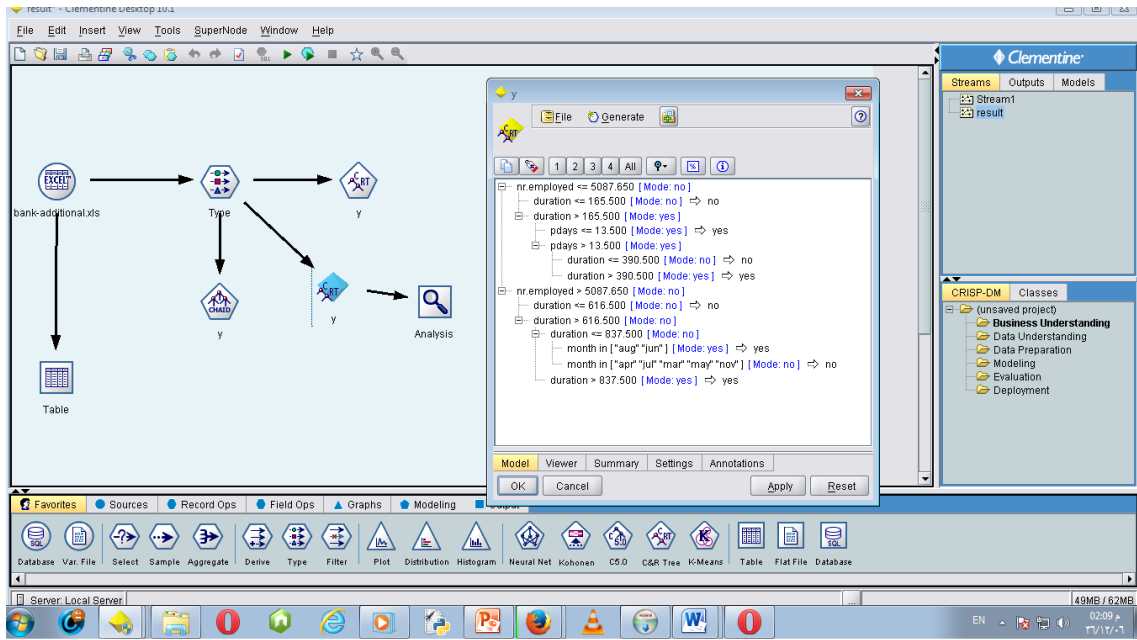 result* - Clementine Desktop 10.1
File Edit Insert View Tools SuperNode Window Help
Clementine
Streams Outputs Models
Stream1
result
EXCEL
bank-additional.xls
Type
C&RT
y
CHAID
y
C&RT
y
Analysis
Table
y
File Generate
1 2 3 4 All
nr.employed <= 5087.650 [ Mode: no ]
duration <= 165.500 [ Mode: no ] ⇨ no
duration > 165.500 [ Mode: yes ]
pdays <= 13.500 [ Mode: yes ] ⇨ yes
pdays > 13.500 [ Mode: yes ]
duration <= 390.500 [ Mode: no ] ⇨ no
duration > 390.500 [ Mode: yes ] ⇨ yes
nr.employed > 5087.650 [ Mode: no ]
duration <= 616.500 [ Mode: no ] ⇨ no
duration > 616.500 [ Mode: no ]
duration <= 837.500 [ Mode: no ]
month in [ "aug" "jun" ] [ Mode: yes ] ⇨ yes
month in [ "apr" "jul" "mar" "may" "nov" ] [ Mode: no ] ⇨ no
duration > 837.500 [ Mode: yes ] ⇨ yes
Model Viewer Summary Settings Annotations
OK Cancel Apply Reset
CRISP-DM Classes
(unsaved project)
Business Understanding
Data Understanding
Data Preparation
Modeling
Evaluation
Deployment
Favorites Sources Record Ops Field Ops Graphs Modeling
Database Var. File Select Sample Aggregate Derive Type Filter Plot Distribution Histogram Neural Net Kohonen C5.0 C&R Tree K-Means Table Flat File Database
Server: Local Server
49MB / 62MB
EN
02:09 م